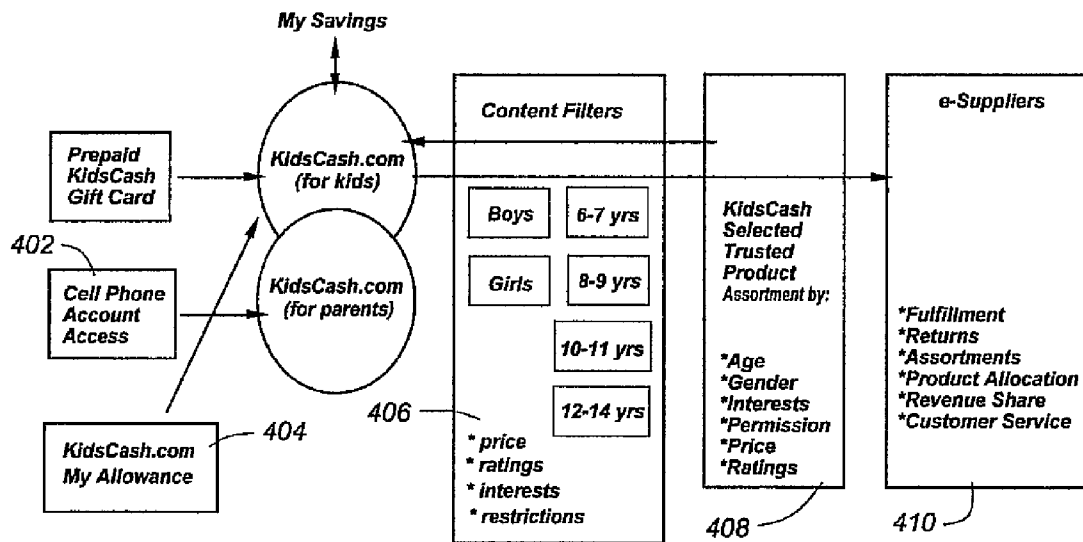 My Savings
Prepaid
KidsCash
Gift Card
402
Cell Phone
Account
Access
KidsCash.com
My Allowance
404
KidsCash.com
(for kids)
KidsCash.com
(for parents)
Content Filters
Boys
6-7 yrs
Girls
8-9 yrs
10-11 yrs
12-14 yrs
406
* price
* ratings
* interests
* restrictions
KidsCash
Selected
Trusted
Product
Assortment by:
*Age
*Gender
*Interests
*Permission
*Price
*Ratings
408
e-Suppliers
*Fulfillment
*Returns
*Assortments
*Product Allocation
*Revenue Share
*Customer Service
410